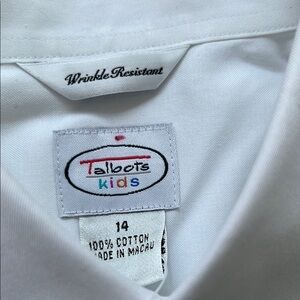 Wrinkle Resistant
Talbots
kids
14
100% COTTON
MADE IN MACAU